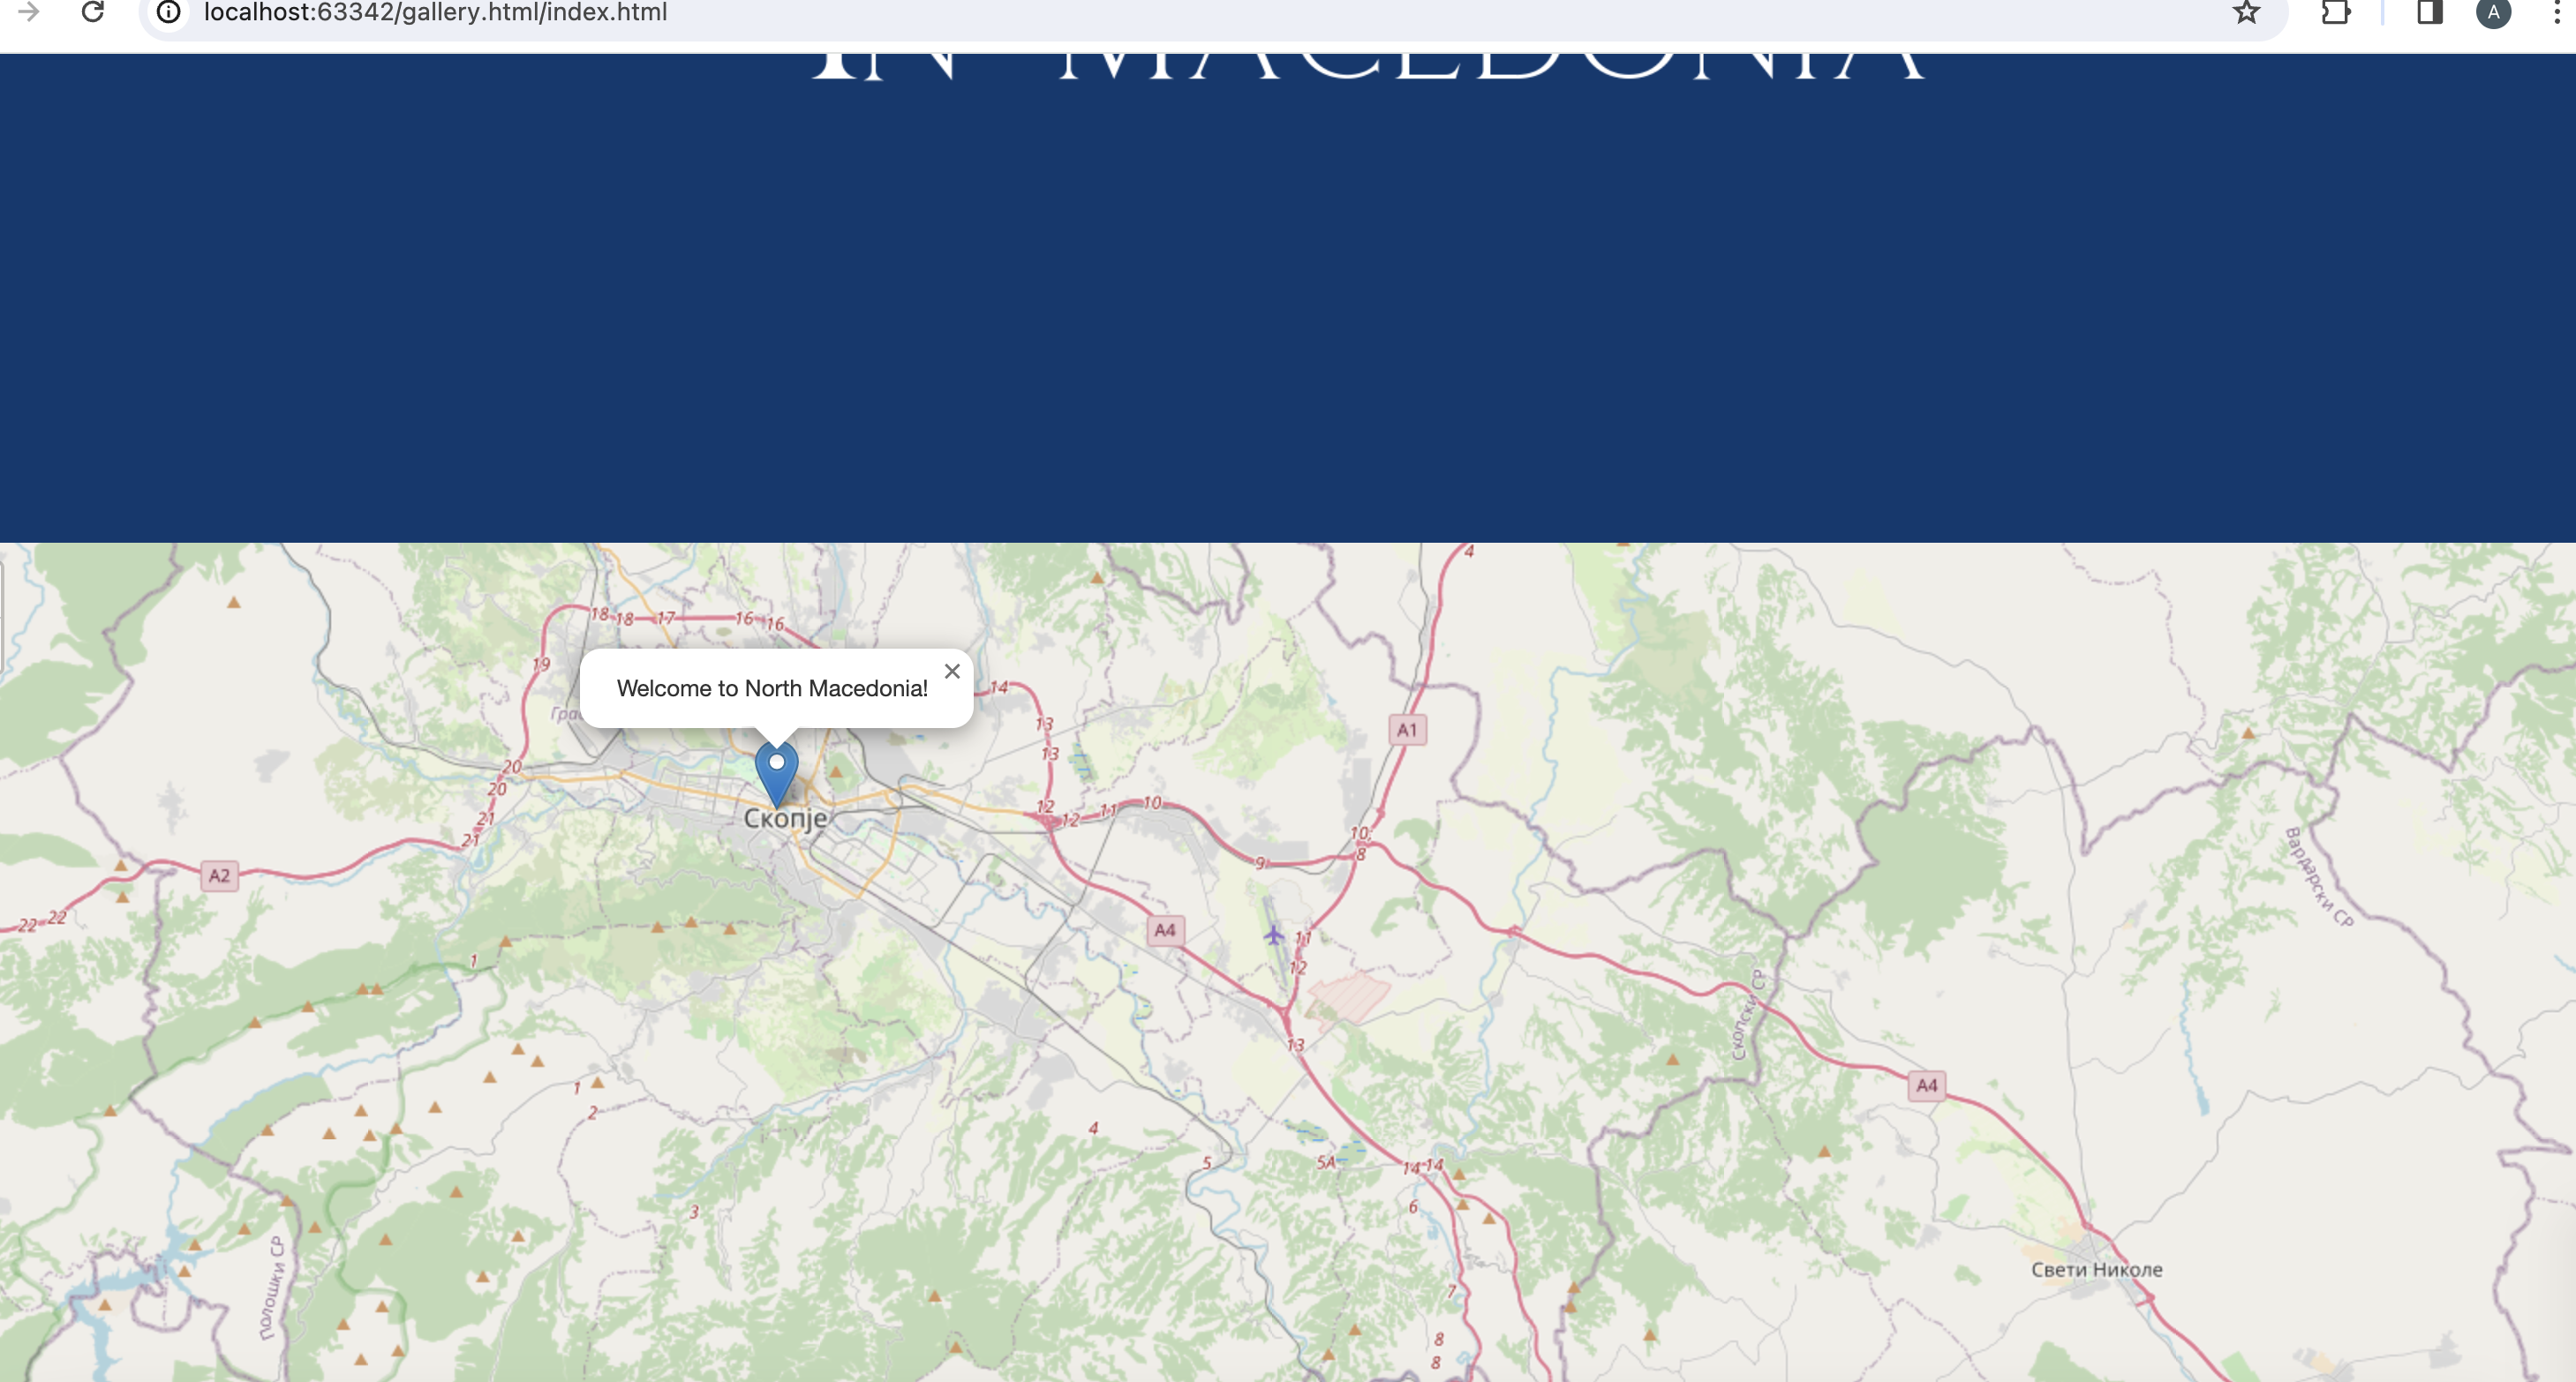 localhost:63342/gallery.html/index.html
A
IN MACEDONIA
4
18 18 17 16 16
19
Welcome to North Macedonia!
×
14
13
13
A1
20
20
Скопје
12
12
11
10
10;
8
9
21
21
A2
22 22
A4
11
12
13
1
1
2
3
4
5
5A
14 14
6
7
8
8
A4
Скопски СР
Вардарски СР
Полошки СР
Свети Николе